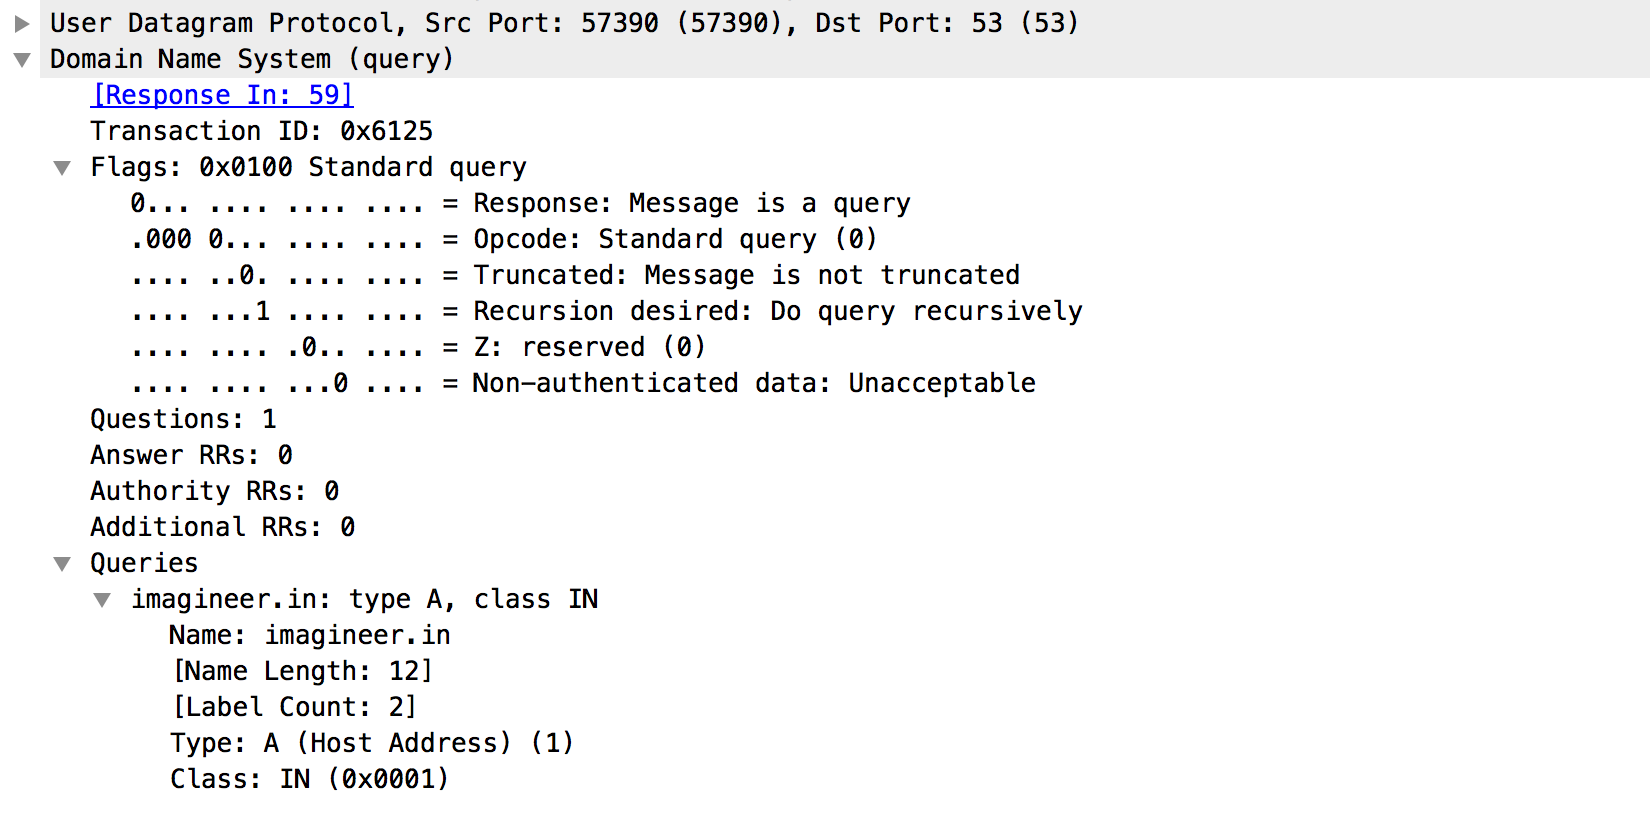 User Datagram Protocol, Src Port: 57390 (57390), Dst Port: 53 (53)
Domain Name System (query)
[Response In: 59]
Transaction ID: 0x6125
Flags: 0x0100 Standard query
0... .... .... .... = Response: Message is a query
.000 0... .... .... = Opcode: Standard query (0)
.... ..0. .... .... = Truncated: Message is not truncated
.... ...1 .... .... = Recursion desired: Do query recursively
.... .... .0.. .... = Z: reserved (0)
.... .... ...0 .... = Non-authenticated data: Unacceptable
Questions: 1
Answer RRs: 0
Authority RRs: 0
Additional RRs: 0
Queries
imagineer.in: type A, class IN
Name: imagineer.in
[Name Length: 12]
[Label Count: 2]
Type: A (Host Address) (1)
Class: IN (0x0001)